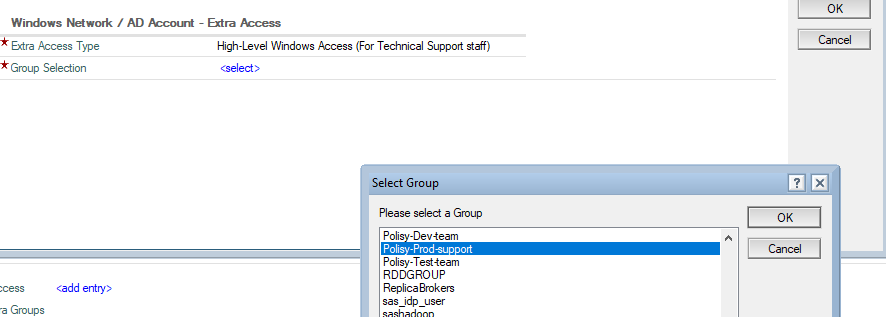 OK
Windows Network / AD Account - Extra Access
Cancel
Extra Access Type High-Level Windows Access (For Technical Support staff)
Group Selection <select>
Select Group
? X
Please select a Group
OK
Polisy-Dev-team
Polisy-Prod-support
Cancel
Polisy-Test-team
RDDGROUP
ReplicaBrokers
sas_idp_user
sashadoop
<add entry>
Groups